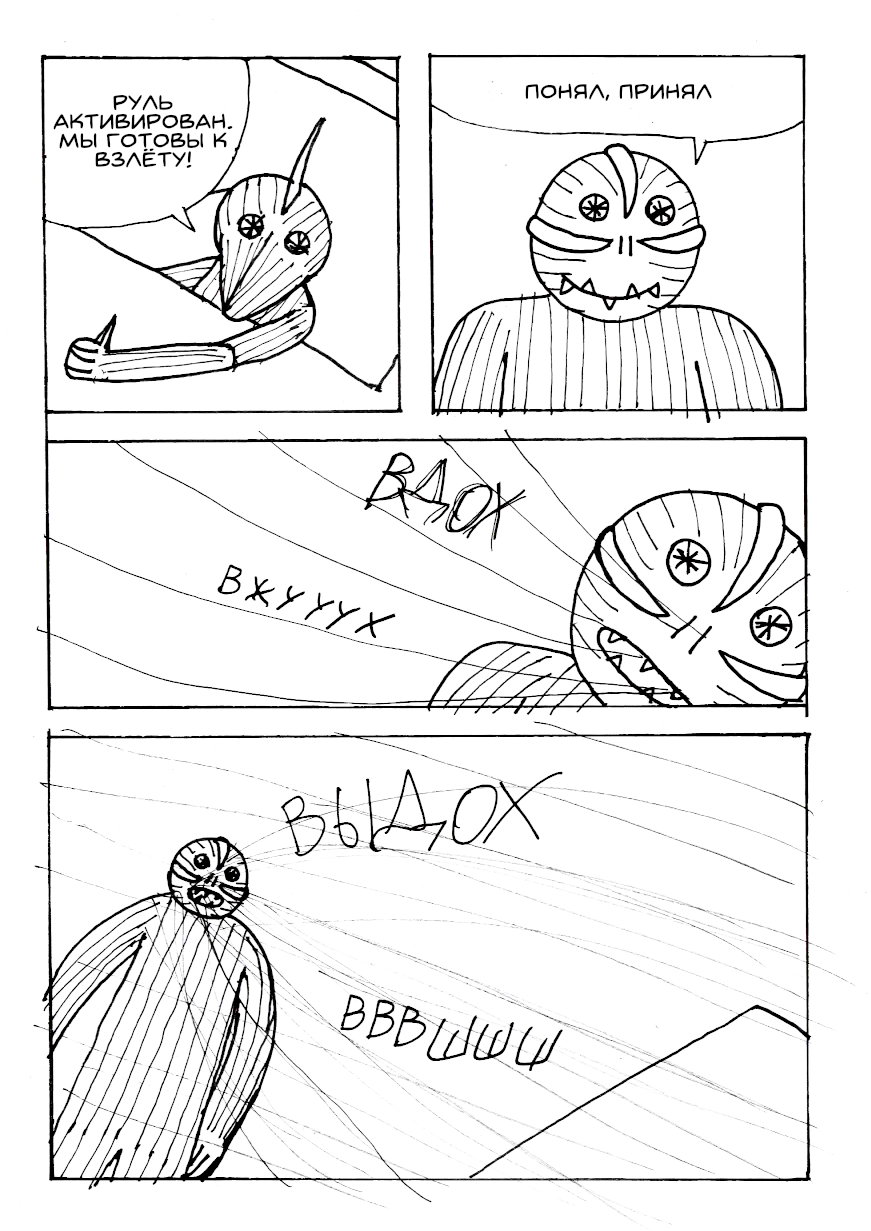 РУЛЬ
АКТИВИРОВАН.
МЫ ГОТОВЫ К
ВЗЛЁТУ!
ПОНЯЛ, ПРИНЯЛ
ВДОХ
ВЖУУУХ
ВЫДОХ
ВВВШШШ